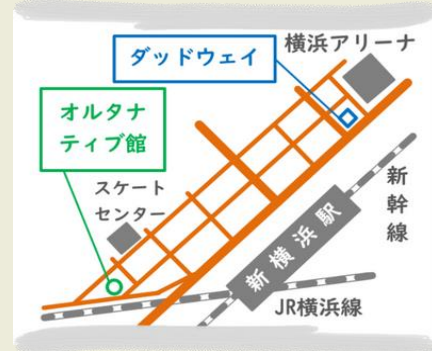 横浜アリーナ
ダッドウェイ
オルタナ
ティブ館
スケート
センター
新幹線
新横浜駅
JR横浜線